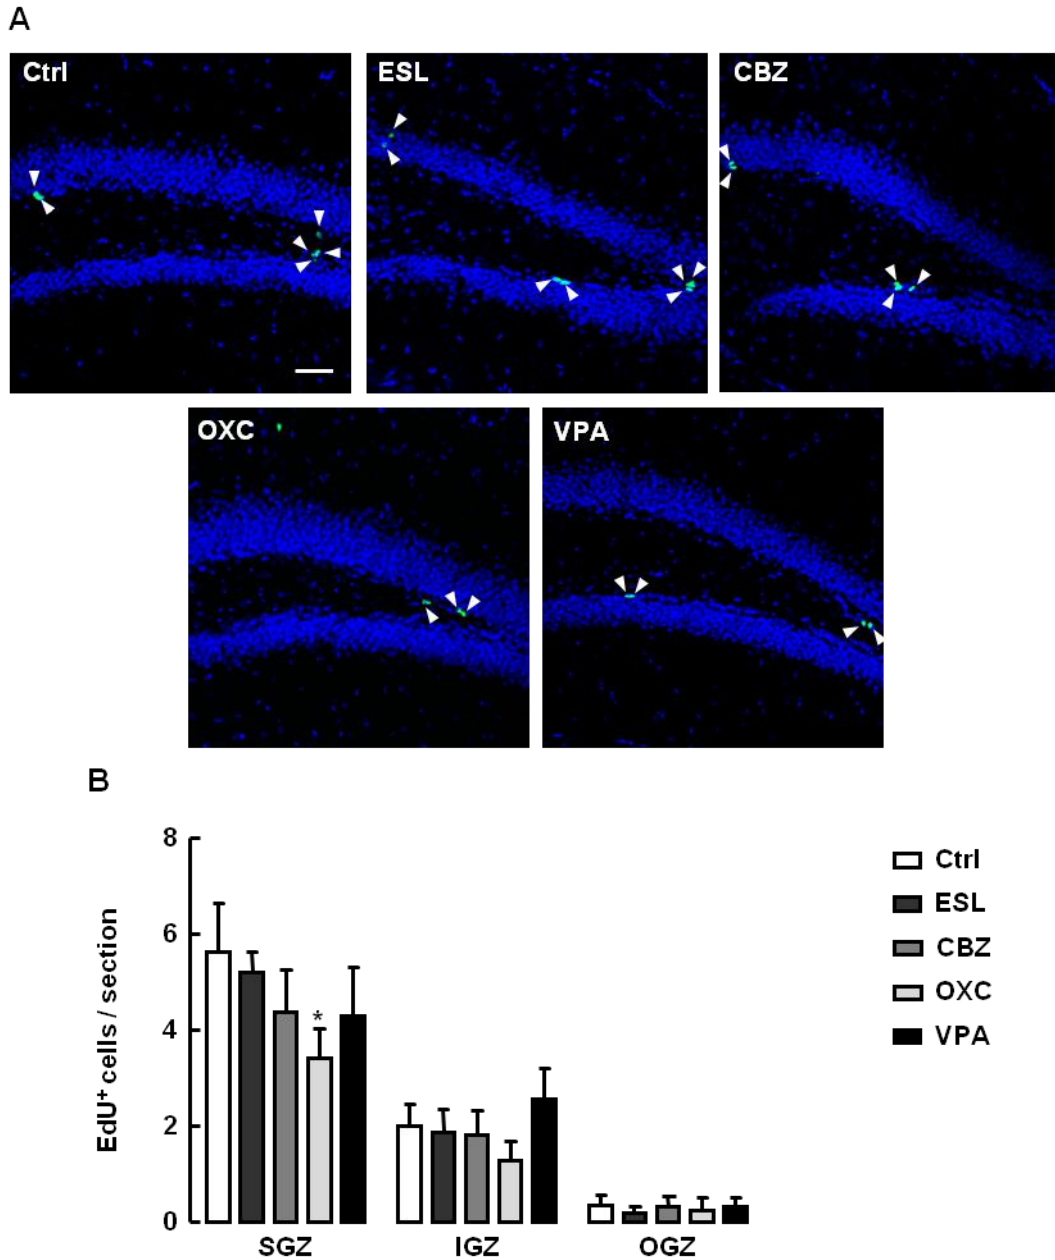 A
Ctrl
ESL
CBZ
OXC
VPA
B
EdU⁺ cells / section
8
6
4
2
0
*
SGZ
IGZ
OGZ
Ctrl
ESL
CBZ
OXC
VPA